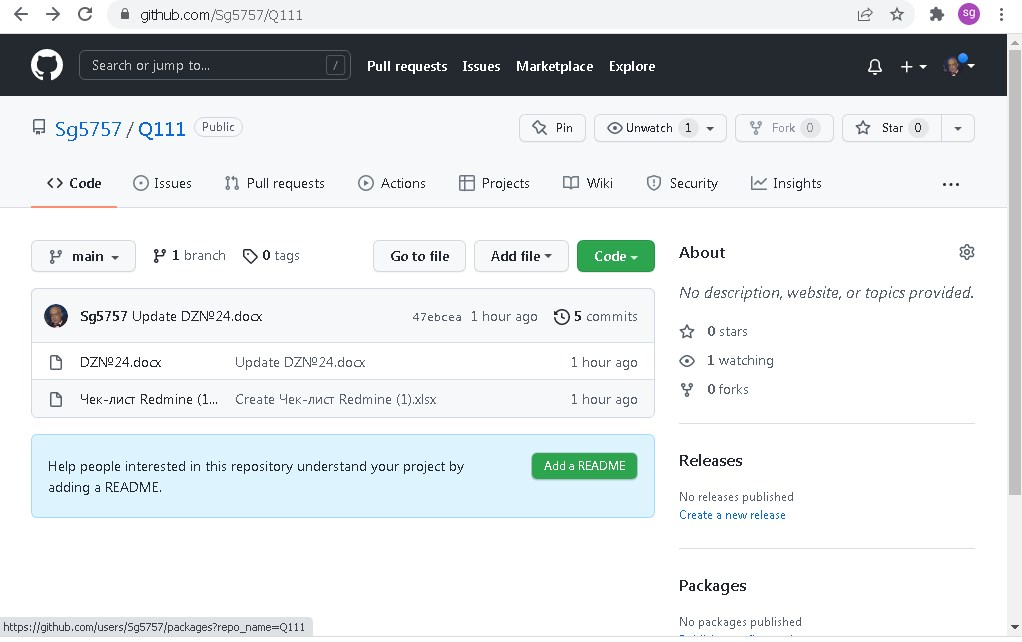 github.com/Sg5757/Q111
sg
Search or jump to... /
Pull requests Issues Marketplace Explore
Sg5757 / Q111 Public
Pin Unwatch 1 Fork 0 Star 0
Code Issues Pull requests Actions Projects Wiki Security Insights
main 1 branch 0 tags Go to file Add file Code
Sg5757 Update DZ№24.docx 47ebcea 1 hour ago 5 commits
DZ№24.docx Update DZ№24.docx 1 hour ago
Чек-лист Redmine (1... Create Чек-лист Redmine (1).xlsx 1 hour ago
Help people interested in this repository understand your project by
adding a README.
Add a README
About
No description, website, or topics provided.
0 stars
1 watching
0 forks
Releases
No releases published
Create a new release
Packages
No packages published
https://github.com/users/Sg5757/packages?repo_name=Q111